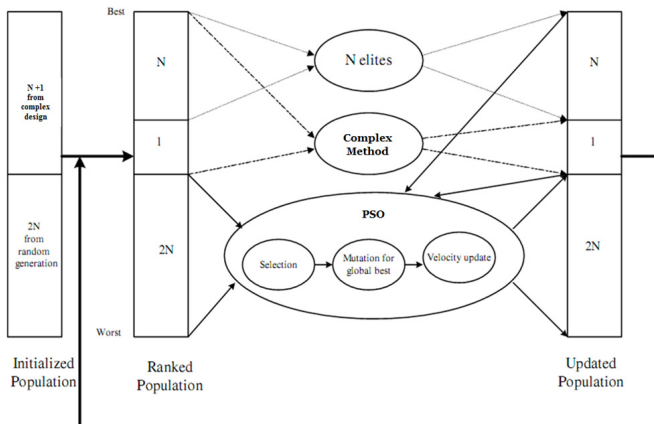 Best
N +1
from
complex
design
2N
from
random
generation
Initialized
Population
N
1
2N
Worst
Ranked
Population
N elites
Complex
Method
PSO
Selection
Mutation for
global best
Velocity update
N
1
2N
Updated
Population